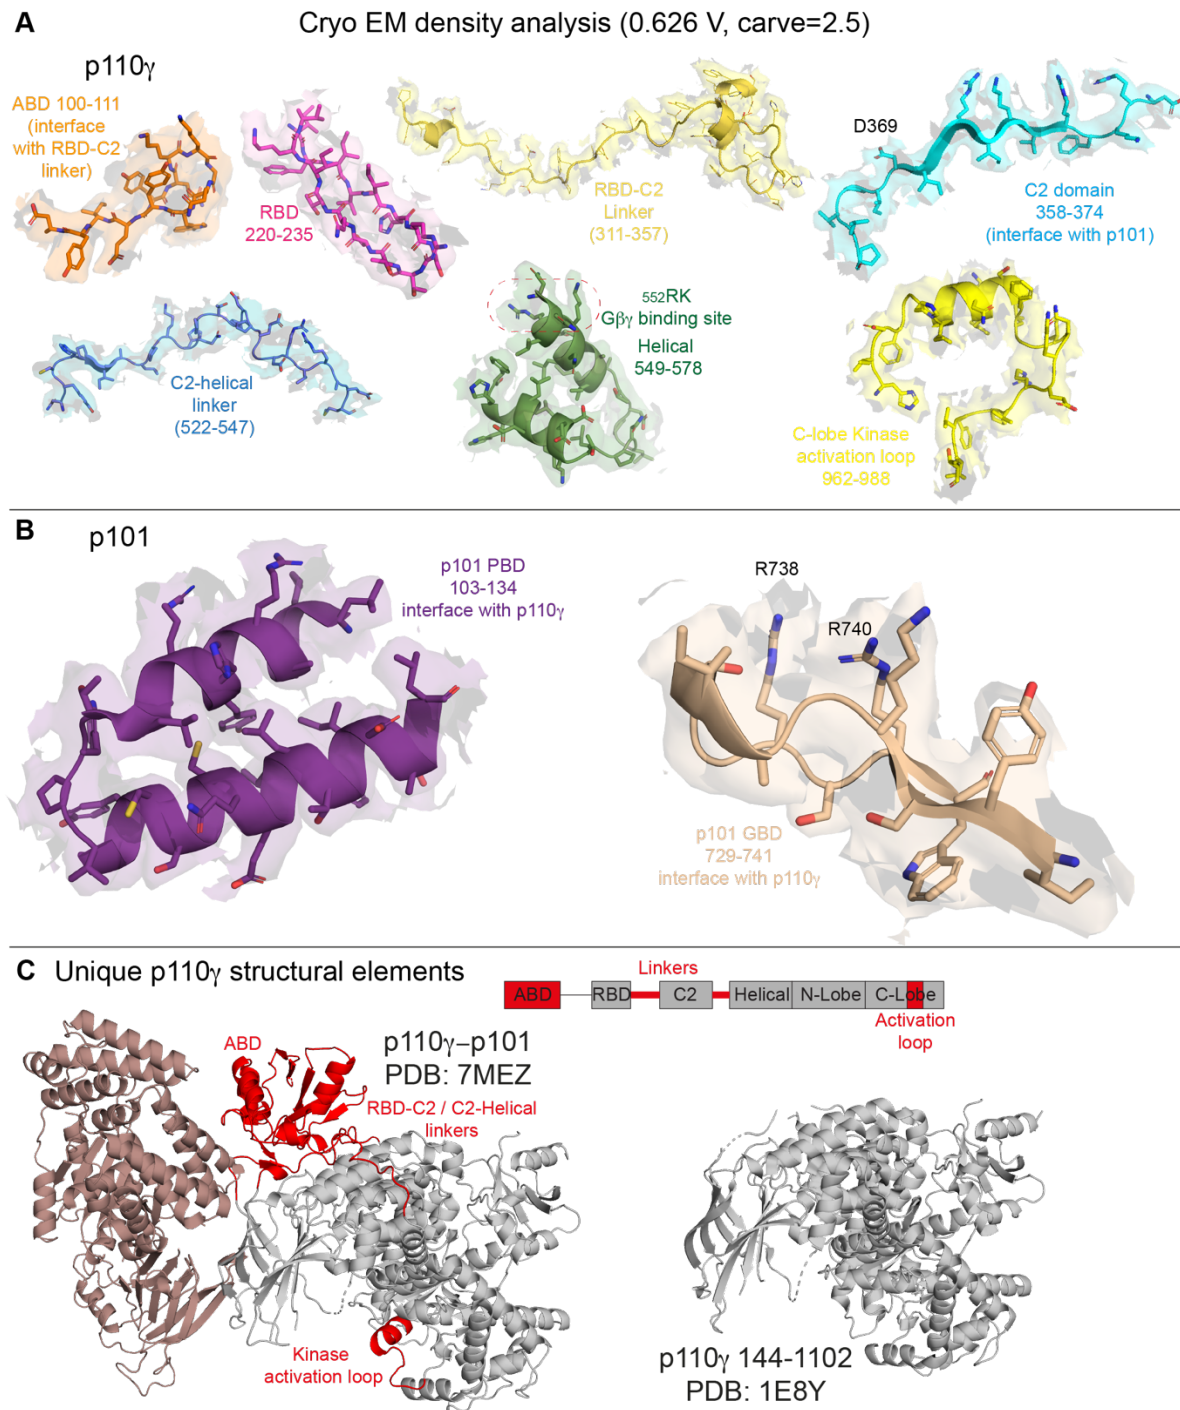 A
Cryo EM density analysis (0.626 V, carve=2.5)
p110γ
ABD 100-111
(interface
with RBD-C2
linker)
RBD
220-235
RBD-C2
Linker
(311-357)
D369
C2 domain
358-374
(interface with p101)
C2-helical
linker
(522-547)
552RK
Gβγ binding site
Helical
549-578
C-lobe Kinase
activation loop
962-988
B
p101
p101 PBD
103-134
interface with p110γ
R738
R740
p101 GBD
729-741
interface with p110γ
C Unique p110γ structural elements
Linkers
ABD RBD C2 Helical N-Lobe C-Lobe
Activation
loop
ABD
p110γ–p101
PDB: 7MEZ
RBD-C2 / C2-Helical
linkers
Kinase
activation loop
p110γ 144-1102
PDB: 1E8Y